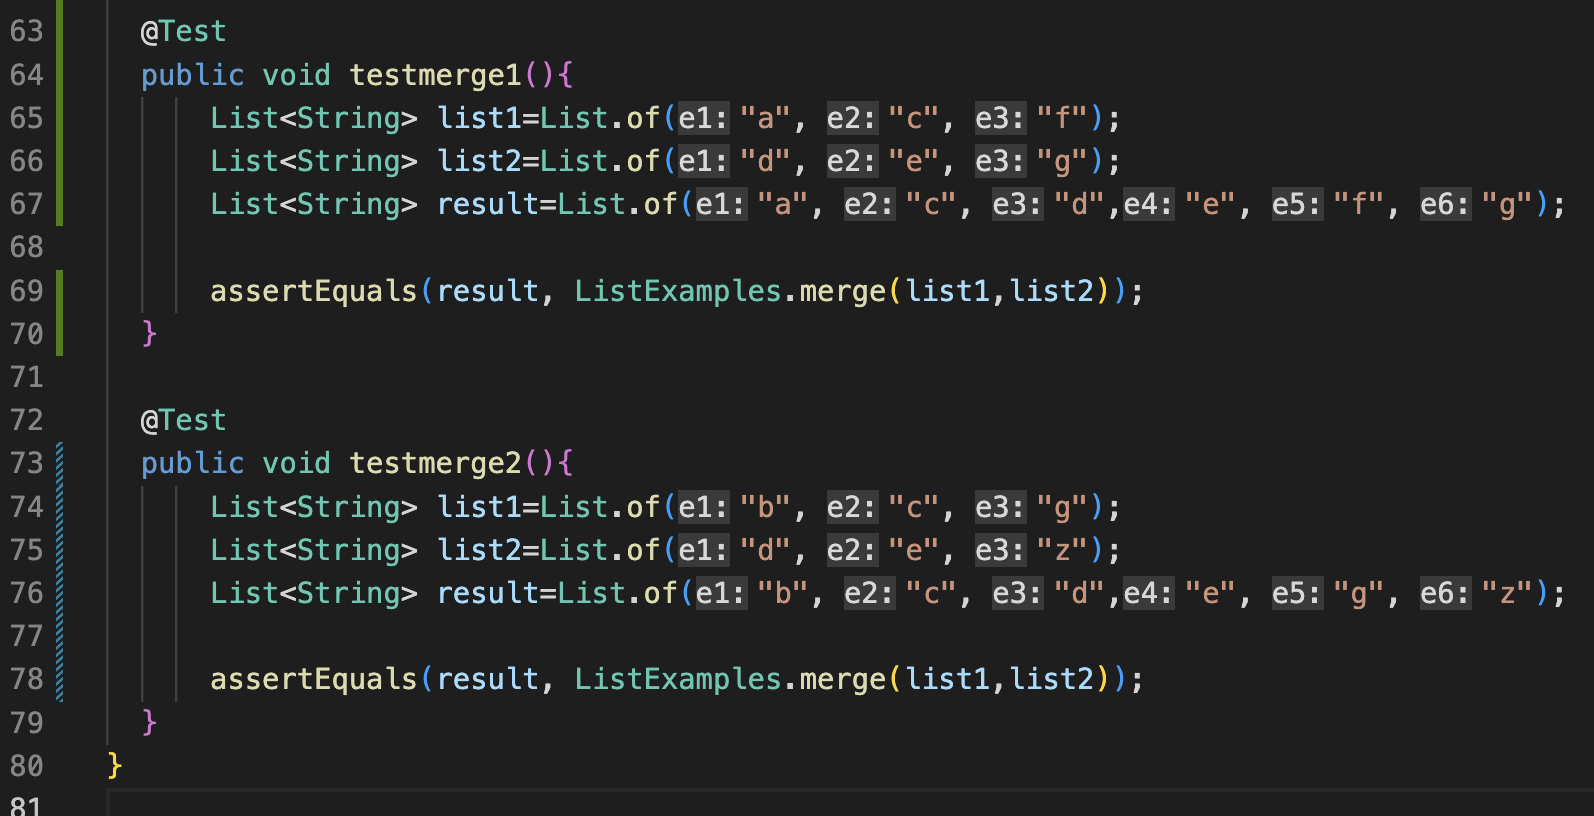 63 @Test
64 public void testmerge1(){
65 List<String> list1=List.of(e1: "a", e2: "c", e3: "f");
66 List<String> list2=List.of(e1: "d", e2: "e", e3: "g");
67 List<String> result=List.of(e1: "a", e2: "c", e3: "d",e4: "e", e5: "f", e6: "g");
68
69 assertEquals(result, ListExamples.merge(list1,list2));
70 }
71
72 @Test
73 public void testmerge2(){
74 List<String> list1=List.of(e1: "b", e2: "c", e3: "g");
75 List<String> list2=List.of(e1: "d", e2: "e", e3: "z");
76 List<String> result=List.of(e1: "b", e2: "c", e3: "d",e4: "e", e5: "g", e6: "z");
77
78 assertEquals(result, ListExamples.merge(list1,list2));
79 }
80 }
81